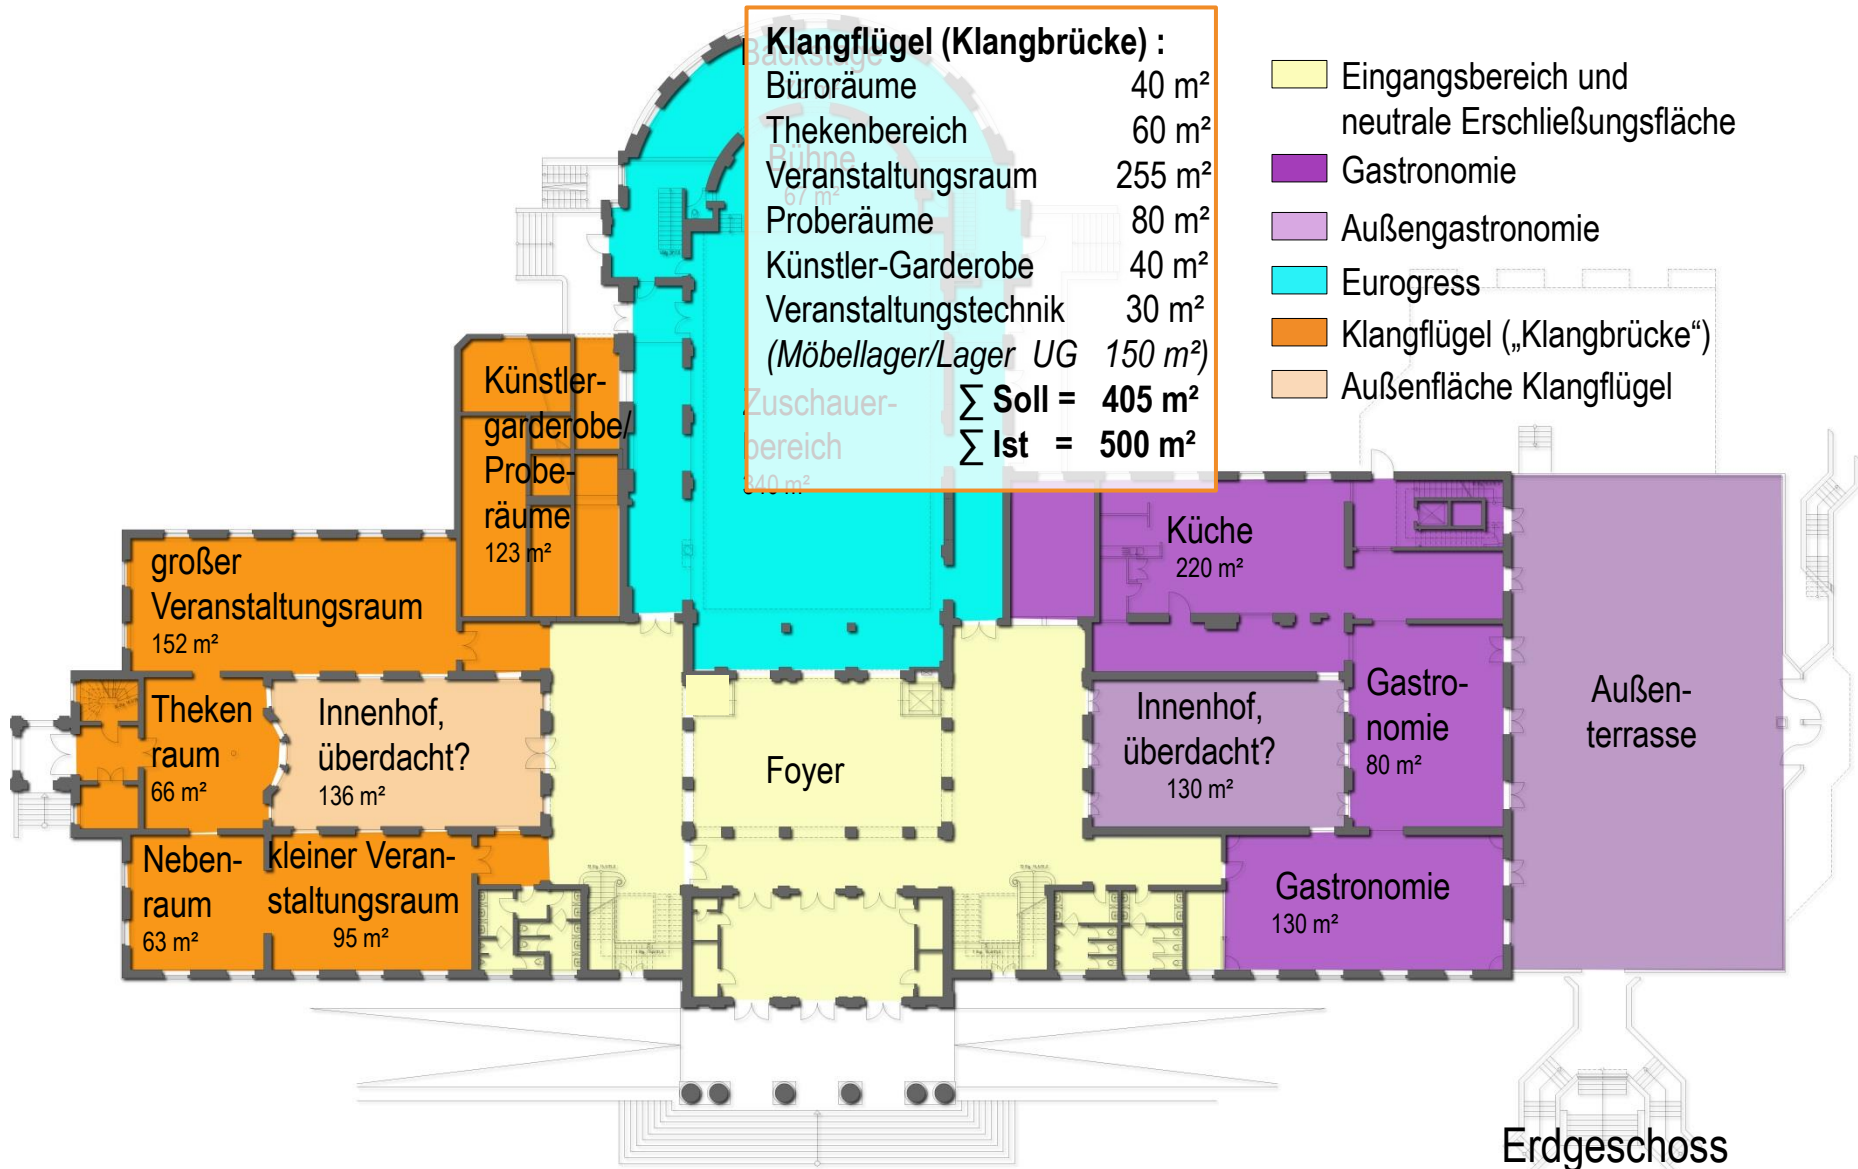 Klangflügel (Klangbrücke) :
Büroräume 40 m²
Thekenbereich 60 m²
Veranstaltungsraum 255 m²
Proberäume 80 m²
Künstler-Garderobe 40 m²
Veranstaltungstechnik 30 m²
(Möbellager/Lager UG 150 m²)
∑ Soll = 405 m²
∑ Ist = 500 m²
Backstage
Bühne
67 m²
Zuschauer-
bereich
340 m²
Eingangsbereich und
neutrale Erschließungsfläche
Gastronomie
Außengastronomie
Eurogress
Klangflügel („Klangbrücke“)
Außenfläche Klangflügel
Künstler-
garderobe/
Probe-
räume
123 m²
großer
Veranstaltungsraum
152 m²
Theken
raum
66 m²
Innenhof,
überdacht?
136 m²
Neben-
raum
63 m²
kleiner Veran-
staltungsraum
95 m²
Foyer
Küche
220 m²
Innenhof,
überdacht?
130 m²
Gastro-
nomie
80 m²
Gastronomie
130 m²
Außen-
terrasse
Erdgeschoss